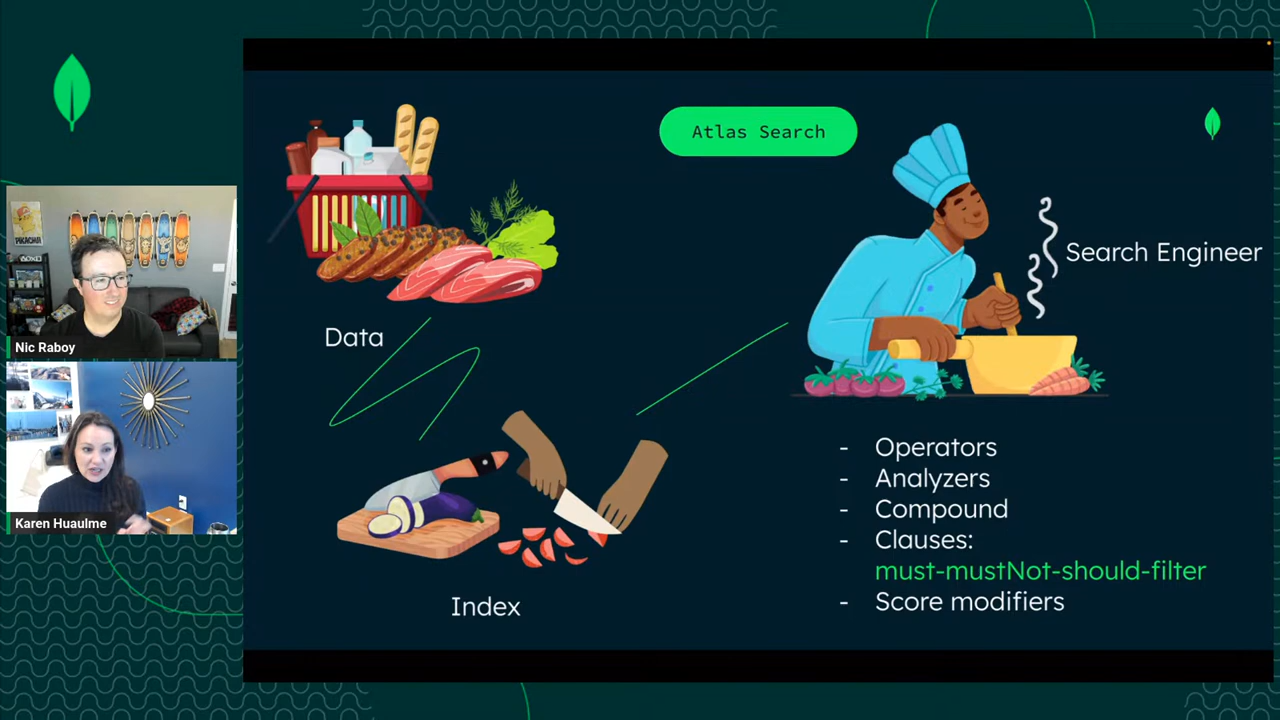 Atlas Search
Search Engineer
Data
Index
- Operators
- Analyzers
- Compound
- Clauses:
must-mustNot-should-filter
- Score modifiers
PIKACHU
Nic Raboy
Karen Huaulme